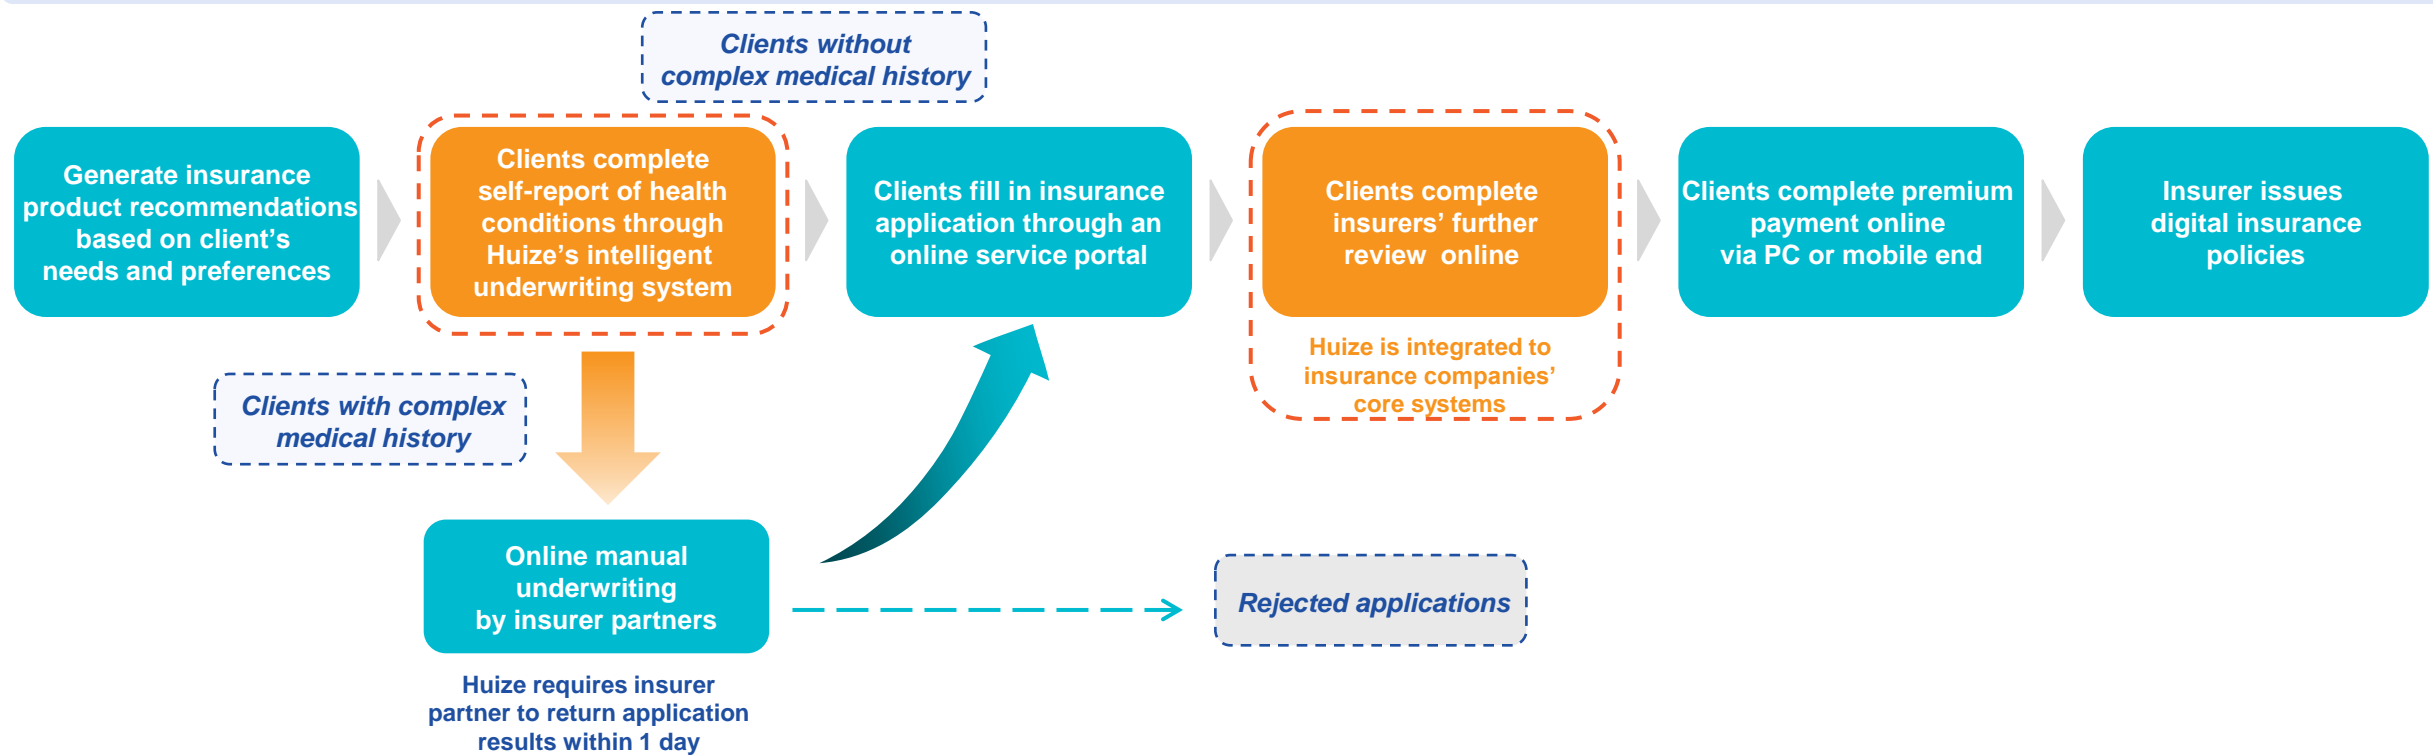 Clients without
complex medical history
Generate insurance
product recommendations
based on client's
needs and preferences
Clients complete
self-report of health
conditions through
Huize's intelligent
underwriting system
Clients fill in insurance
application through an
online service portal
Clients complete
insurers' further
review  online
Huize is integrated to
insurance companies'
core systems
Clients complete premium
payment online
via PC or mobile end
Insurer issues
digital insurance
policies
Clients with complex
medical history
Online manual
underwriting
by insurer partners
Rejected applications
Huize requires insurer
partner to return application
results within 1 day